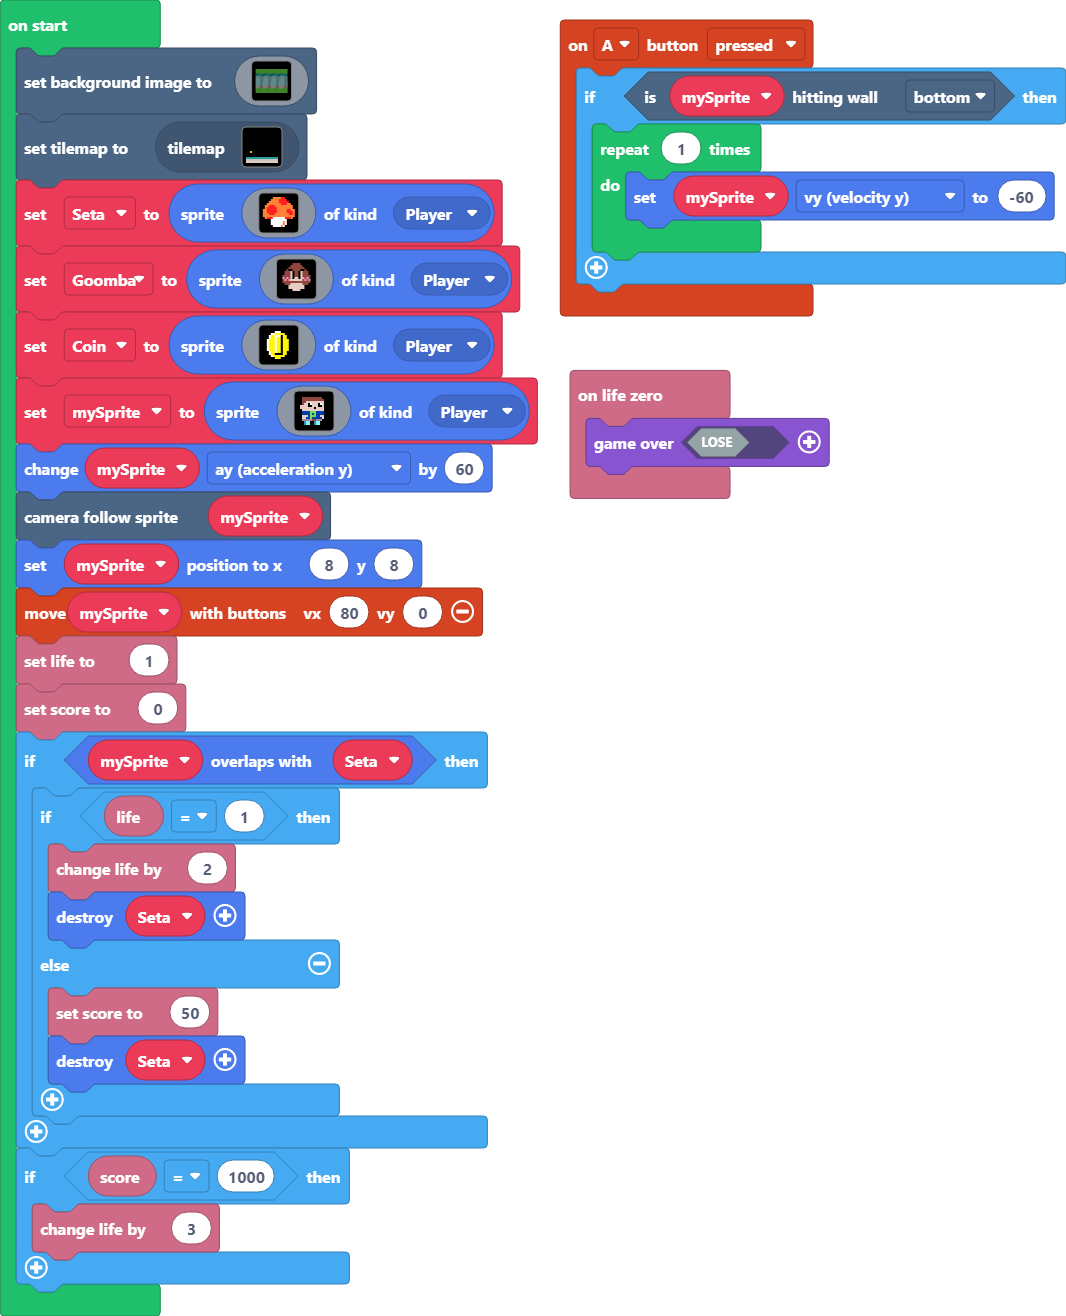 on start
set background image to
set tilemap to tilemap
set Seta to sprite of kind Player
set Goomba to sprite of kind Player
set Coin to sprite of kind Player
set mySprite to sprite of kind Player
change mySprite ay (acceleration y) by 60
camera follow sprite mySprite
set mySprite position to x 8 y 8
move mySprite with buttons vx 80 vy 0
set life to 1
set score to 0
if mySprite overlaps with Seta then
if life = 1 then
change life by 2
destroy Seta
else
set score to 50
destroy Seta
if score = 1000 then
change life by 3
on A button pressed
if is mySprite hitting wall bottom then
repeat 1 times
do set mySprite vy (velocity y) to -60
on life zero
game over LOSE